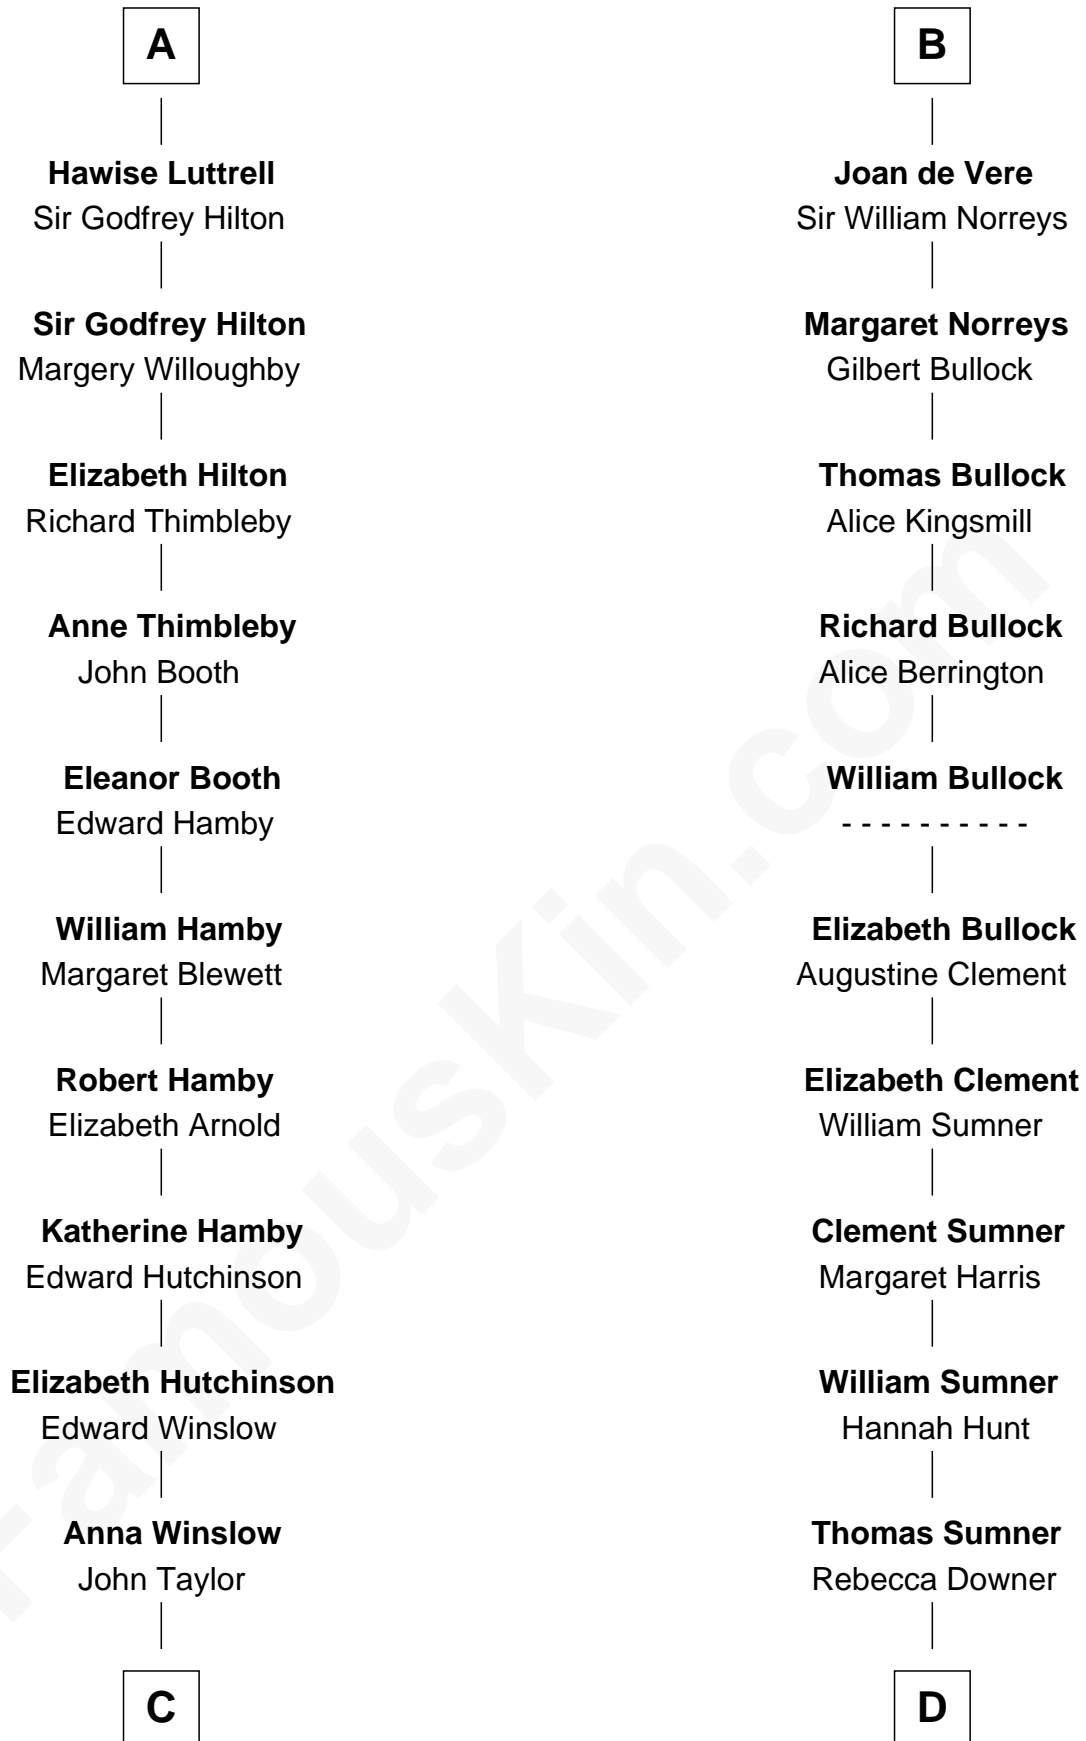 A
Hawise Luttrell
Sir Godfrey Hilton
Sir Godfrey Hilton
Margery Willoughby
Elizabeth Hilton
Richard Thimbleby
Anne Thimbleby
John Booth
Eleanor Booth
Edward Hamby
William Hamby
Margaret Blewett
Robert Hamby
Elizabeth Arnold
Katherine Hamby
Edward Hutchinson
Elizabeth Hutchinson
Edward Winslow
Anna Winslow
John Taylor
C
B
Joan de Vere
Sir William Norreys
Margaret Norreys
Gilbert Bullock
Thomas Bullock
Alice Kingsmill
Richard Bullock
Alice Berrington
William Bullock
- - - - - - - - - -
Elizabeth Bullock
Augustine Clement
Elizabeth Clement
William Sumner
Clement Sumner
Margaret Harris
William Sumner
Hannah Hunt
Thomas Sumner
Rebecca Downer
D
FamousKin.com